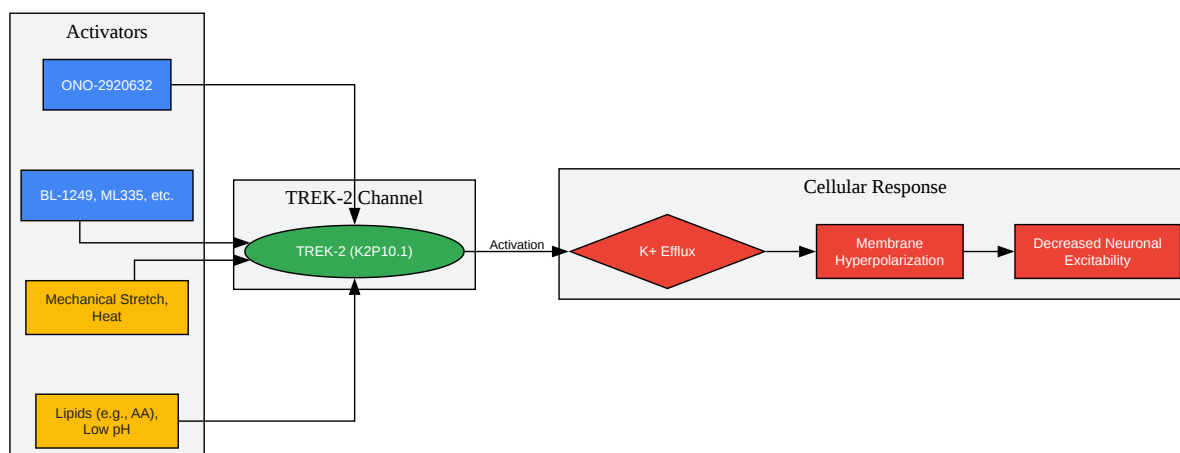 Activators
ONO-2920632
BL-1249, ML335, etc.
Mechanical Stretch,
Heat
Lipids (e.g., AA),
Low pH
TREK-2 Channel
TREK-2 (K2P10.1)
Activation
Cellular Response
K+ Efflux
Membrane
Hyperpolarization
Decreased Neuronal
Excitability